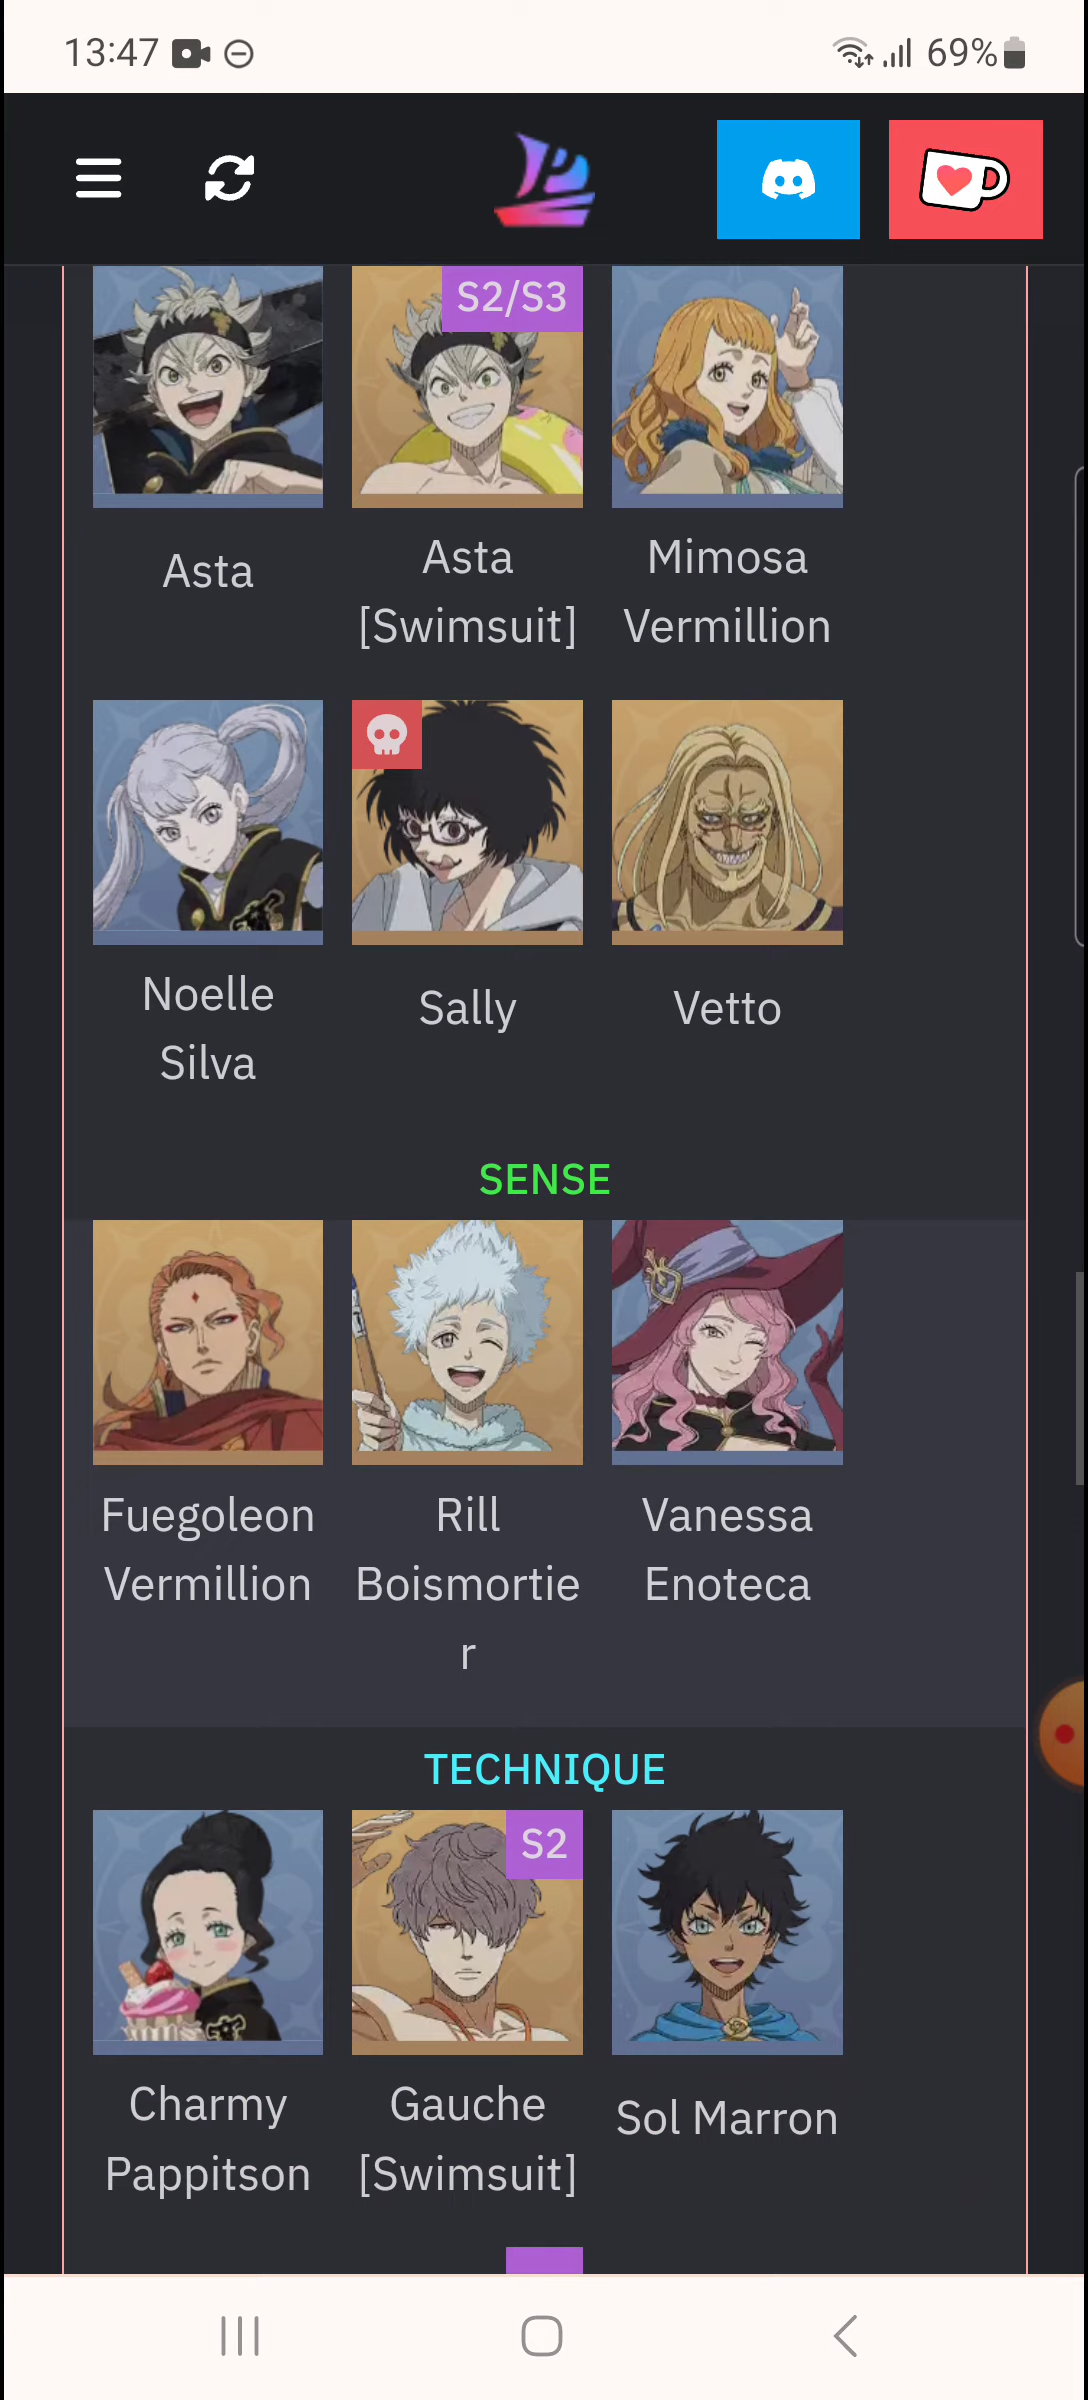 13:47
69%
S2/S3
Asta
Asta
[Swimsuit]
Mimosa
Vermillion
Noelle
Silva
Sally
Vetto
SENSE
Fuegoleon
Vermillion
Rill
Boismortie
r
Vanessa
Enoteca
TECHNIQUE
S2
Charmy
Pappitson
Gauche
[Swimsuit]
Sol Marron